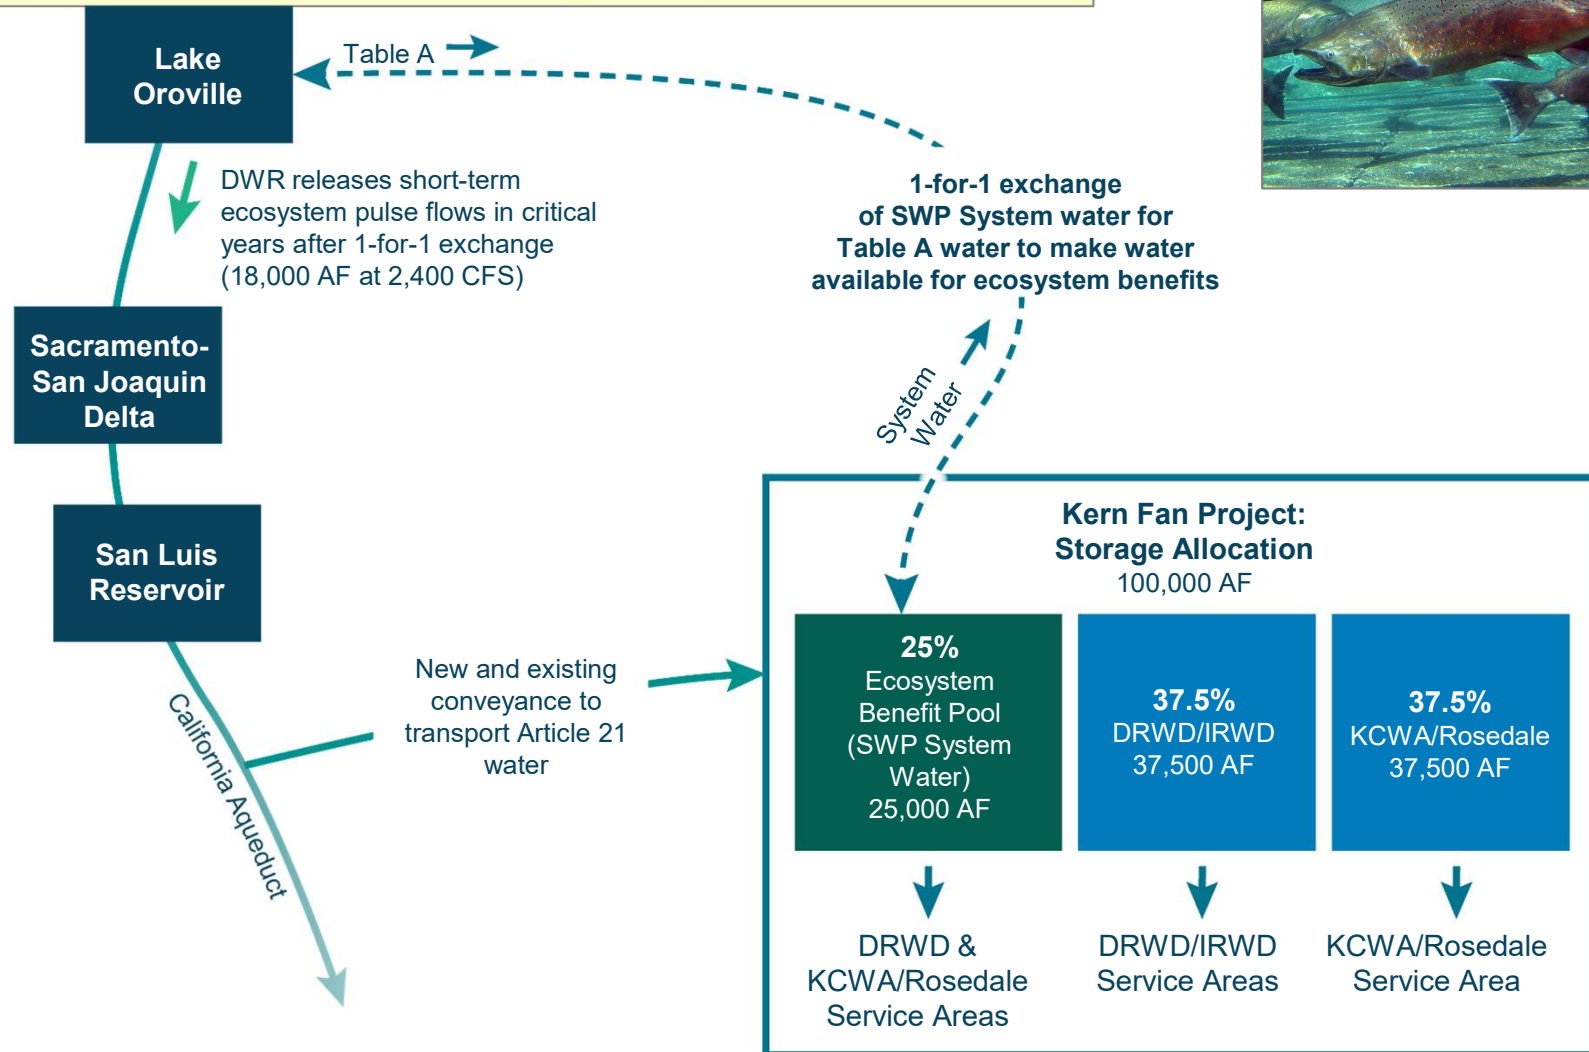 Lake
Oroville
Table A
DWR releases short-term
ecosystem pulse flows in critical
years after 1-for-1 exchange
(18,000 AF at 2,400 CFS)
1-for-1 exchange
of SWP System water for
Table A water to make water
available for ecosystem benefits
Sacramento-
San Joaquin
Delta
System
Water
San Luis
Reservoir
California Aqueduct
New and existing
conveyance to
transport Article 21
water
Kern Fan Project:
Storage Allocation
100,000 AF
25%
Ecosystem
Benefit Pool
(SWP System
Water)
25,000 AF
37.5%
DRWD/IRWD
37,500 AF
37.5%
KCWA/Rosedale
37,500 AF
DRWD &
KCWA/Rosedale
Service Areas
DRWD/IRWD
Service Areas
KCWA/Rosedale
Service Area